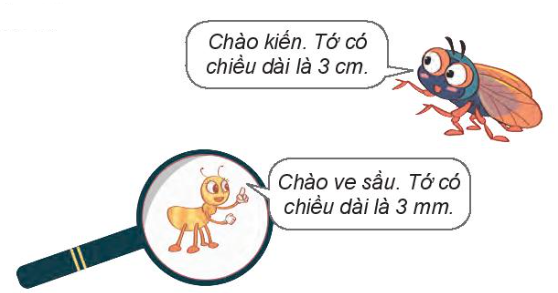 Chào kiến. Tớ có
chiều dài là 3 cm.
Chào ve sầu. Tớ có
chiều dài là 3 mm.